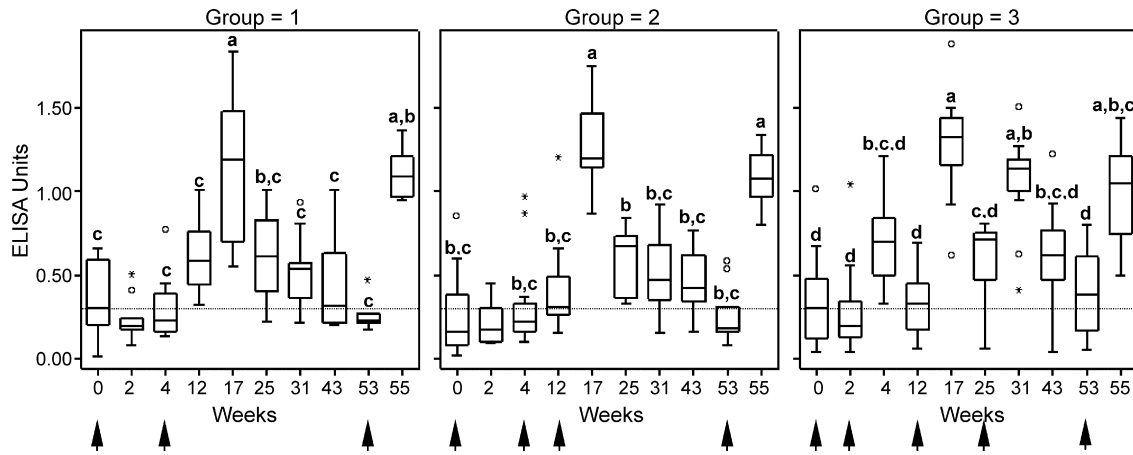 Group = 1 Group = 2 Group = 3
ELISA Units
1.50
1.00
0.50
0.00
c c c c a b,c c c c a,b
b,c b,c b,c a b b,c b,c b,c a
d d b,c,d d a c,d a,b b,c,d d a,b,c
0 2 4 12 17 25 31 43 53 55
0 2 4 12 17 25 31 43 53 55
0 2 4 12 17 25 31 43 53 55
Weeks Weeks Weeks